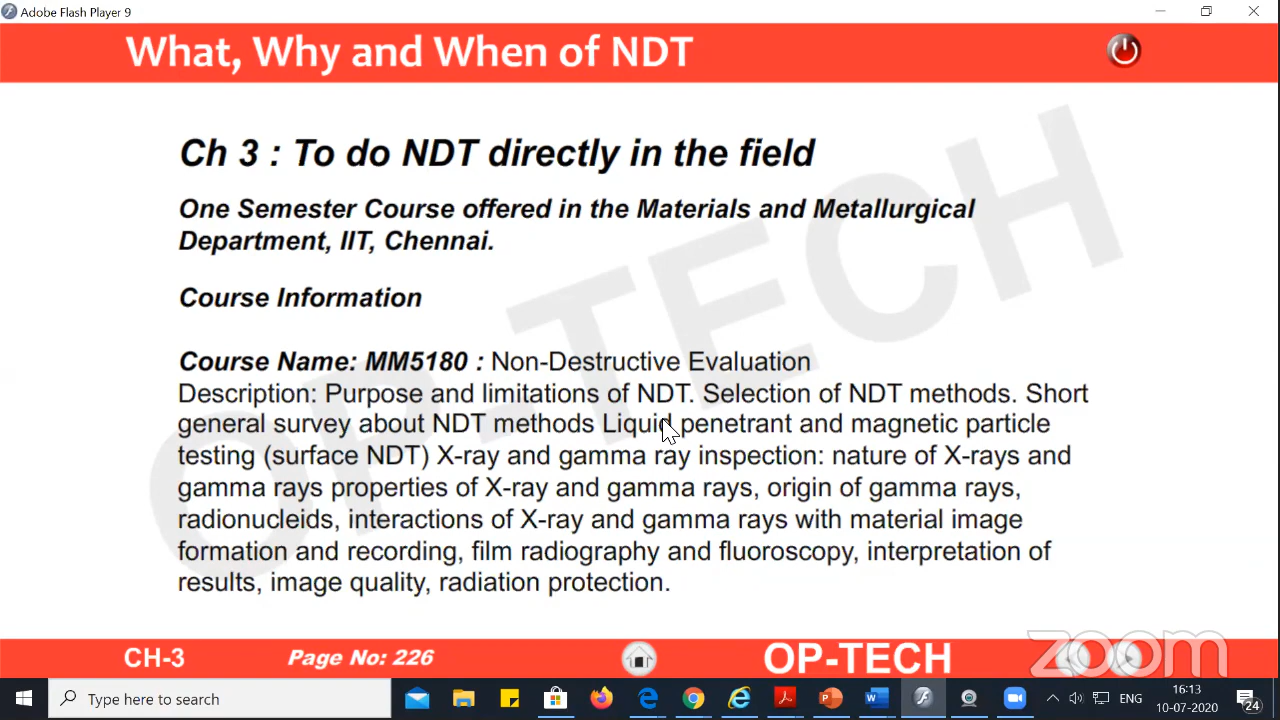 Adobe Flash Player 9
What, Why and When of NDT
Ch 3 : To do NDT directly in the field
One Semester Course offered in the Materials and Metallurgical
Department, IIT, Chennai.
Course Information
Course Name: MM5180 : Non-Destructive Evaluation
Description: Purpose and limitations of NDT. Selection of NDT methods. Short
general survey about NDT methods Liquid penetrant and magnetic particle
testing (surface NDT) X-ray and gamma ray inspection: nature of X-rays and
gamma rays properties of X-ray and gamma rays, origin of gamma rays,
radionucleids, interactions of X-ray and gamma rays with material image
formation and recording, film radiography and fluoroscopy, interpretation of
results, image quality, radiation protection.
OP-TECH
CH-3
Page No: 226
OP-TECH
zoom
Type here to search
ENG
16:13
10-07-2020
24